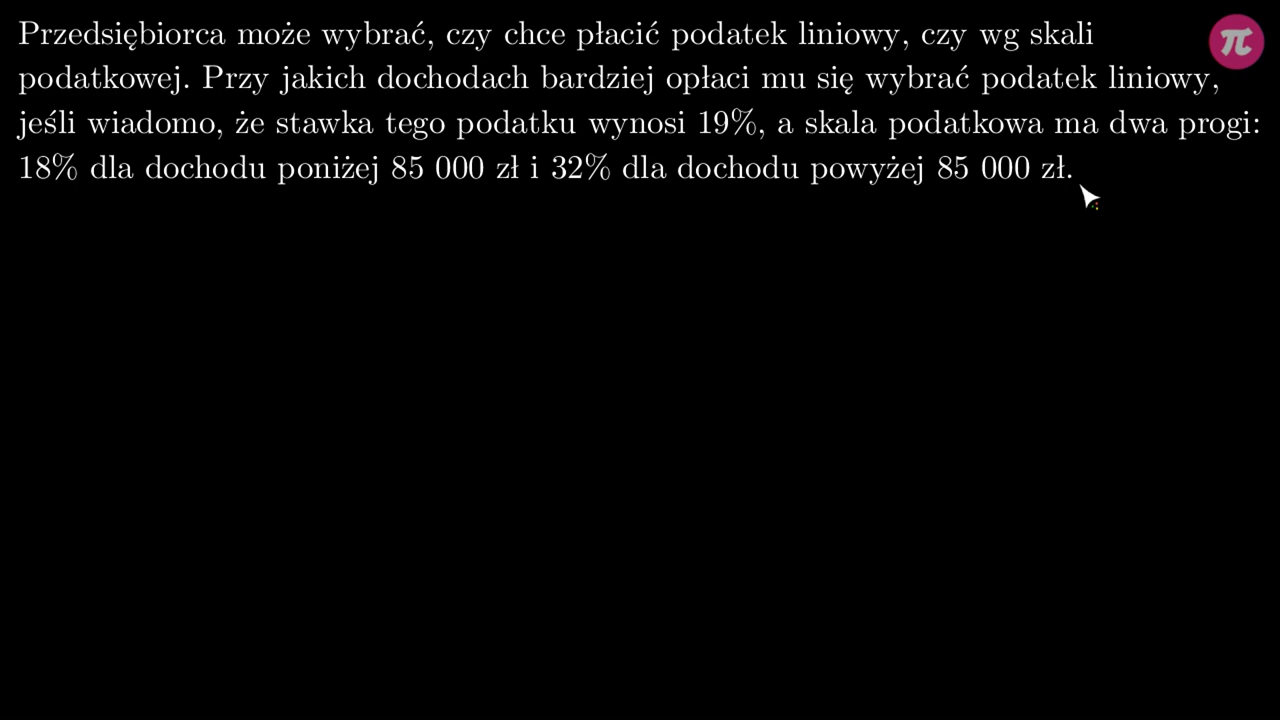 Przedsiębiorca może wybrać, czy chce płacić podatek liniowy, czy wg skali
podatkowej. Przy jakich dochodach bardziej opłaci mu się wybrać podatek liniowy,
jeśli wiadomo, że stawka tego podatku wynosi 19%, a skala podatkowa ma dwa progi:
18% dla dochodu poniżej 85 000 zł i 32% dla dochodu powyżej 85 000 zł.
π